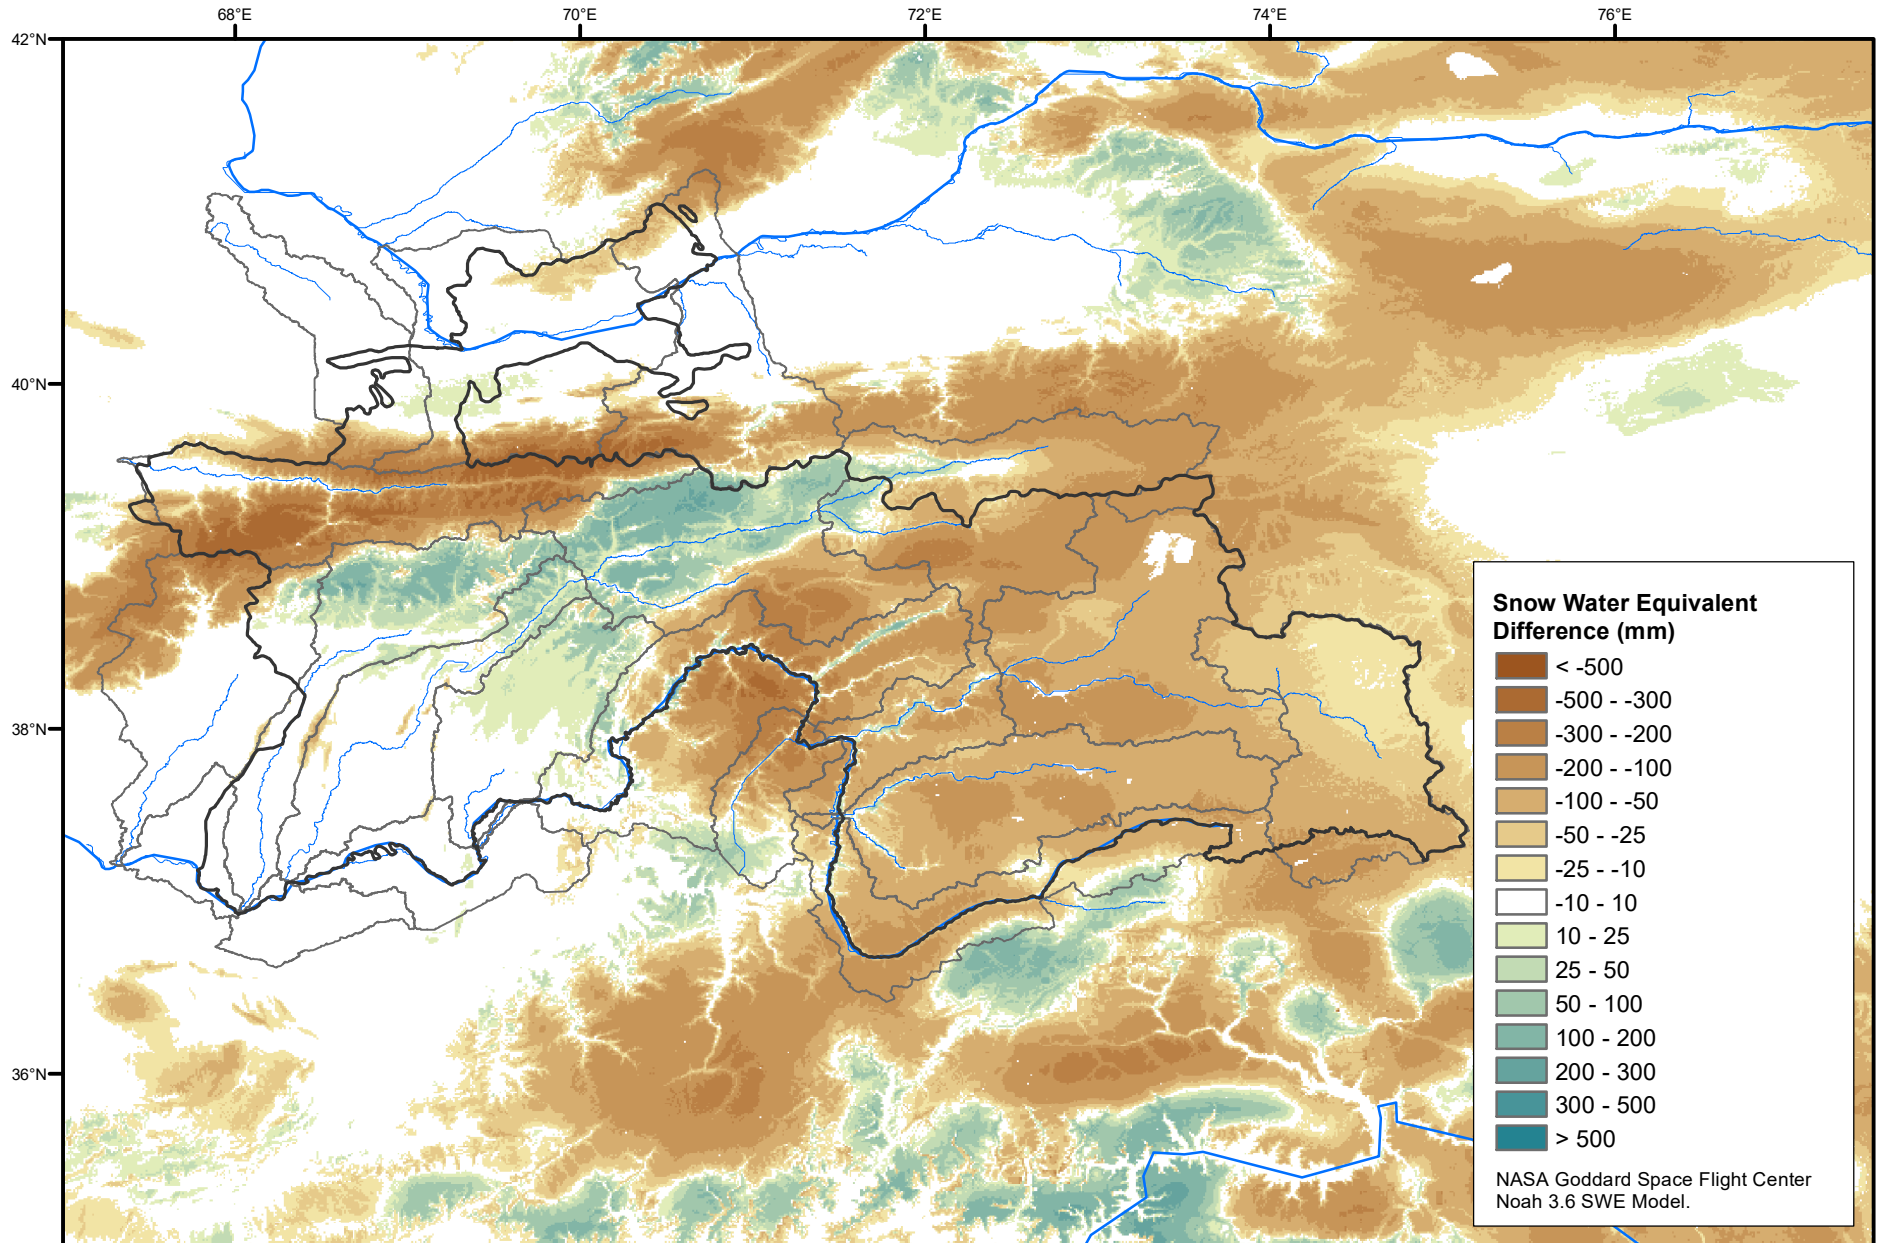 68°E
70°E
72°E
74°E
76°E
42°N
40°N
38°N
36°N
Snow Water Equivalent
Difference (mm)
< -500
-500 - -300
-300 - -200
-200 - -100
-100 - -50
-50 - -25
-25 - -10
-10 - 10
10 - 25
25 - 50
50 - 100
100 - 200
200 - 300
300 - 500
> 500
NASA Goddard Space Flight Center
Noah 3.6 SWE Model.